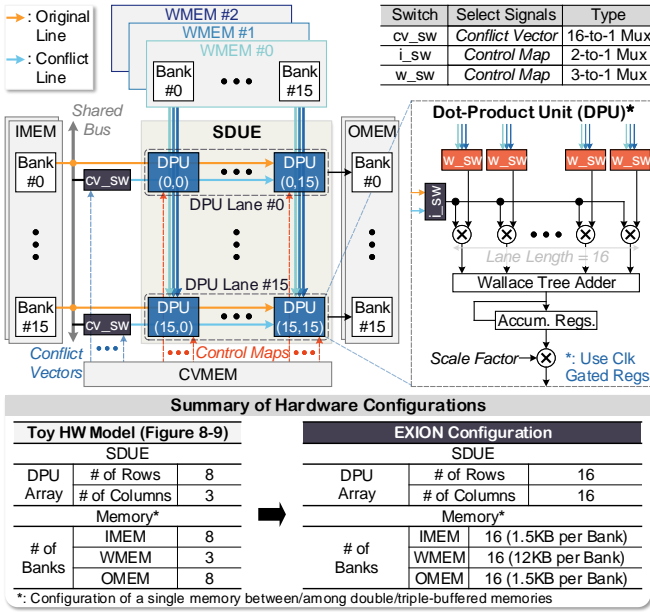 : Original Line
: Conflict Line
WMEM #2
WMEM #1
WMEM #0
Bank #0
Bank #15
Switch Select Signals Type
cv_sw Conflict Vector 16-to-1 Mux
i_sw Control Map 2-to-1 Mux
w_sw Control Map 3-to-1 Mux
IMEM
Shared Bus
SDUE
OMEM
Bank #0
cv_sw
DPU (0,0)
DPU (0,15)
Bank #0
DPU Lane #0
DPU Lane #15
Bank #15
cv_sw
DPU (15,0)
DPU (15,15)
Bank #15
Conflict Vectors
Control Maps
CVMEM
Dot-Product Unit (DPU)*
w_sw w_sw w_sw w_sw
i_sw
Lane Length = 16
Wallace Tree Adder
Accum. Regs.
Scale Factor
*: Use Clk Gated Regs
Summary of Hardware Configurations
Toy HW Model (Figure 8-9)
SDUE
DPU Array
# of Rows 8
# of Columns 3
Memory*
# of Banks
IMEM 8
WMEM 3
OMEM 8
EXION Configuration
SDUE
DPU Array
# of Rows 16
# of Columns 16
Memory*
# of Banks
IMEM 16 (1.5KB per Bank)
WMEM 16 (12KB per Bank)
OMEM 16 (1.5KB per Bank)
*: Configuration of a single memory between/among double/triple-buffered memories